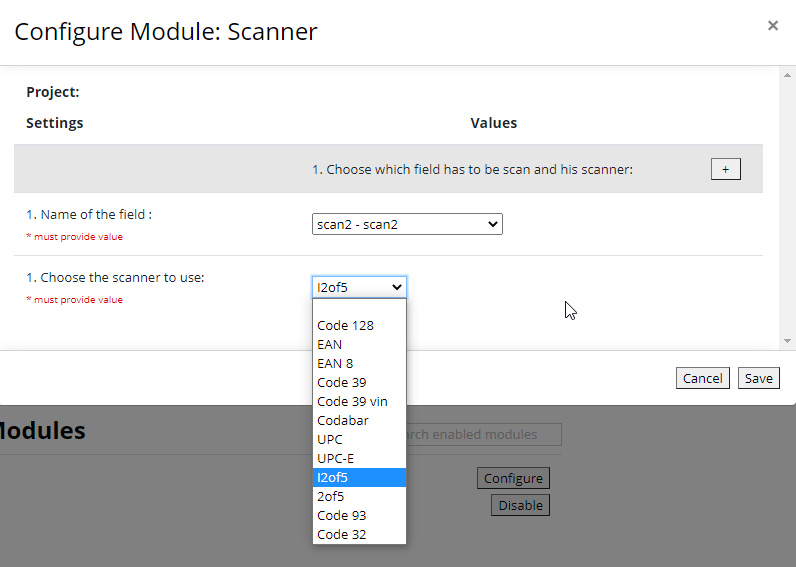 Configure Module: Scanner
×
Project:
Settings
Values
1. Choose which field has to be scan and his scanner:
+
1. Name of the field :
scan2 - scan2
* must provide value
1. Choose the scanner to use:
I2of5
* must provide value
Code 128
EAN
EAN 8
Code 39
Code 39 vin
Codabar
UPC
UPC-E
I2of5
2of5
Code 93
Code 32
Cancel
Save
Modules
rch enabled modules
Configure
Disable